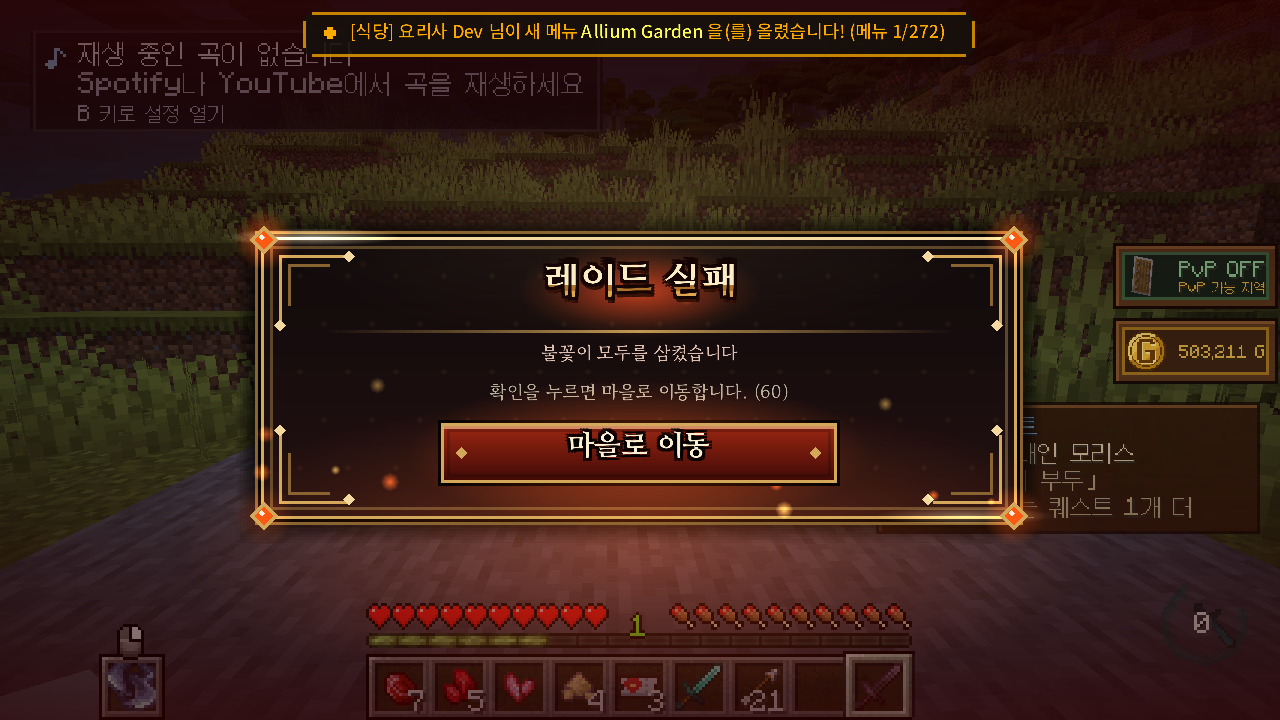 [식당] 요리사 Dev 님이 새 메뉴 Allium Garden 을(를) 올렸습니다! (메뉴 1/272)
재생 중인 곡이 없습니다
Spotify나 YouTube에서 곡을 재생하세요
B 키로 설정 열기
레이드 실패
불꽃이 모두를 삼켰습니다
확인을 누르면 마을로 이동합니다. (60)
마을로 이동
PvP OFF
PvP 가능 지역
G 503,211 G
모리스
부두」
퀘스트 1개 더
1
0
7 5 4 3 21